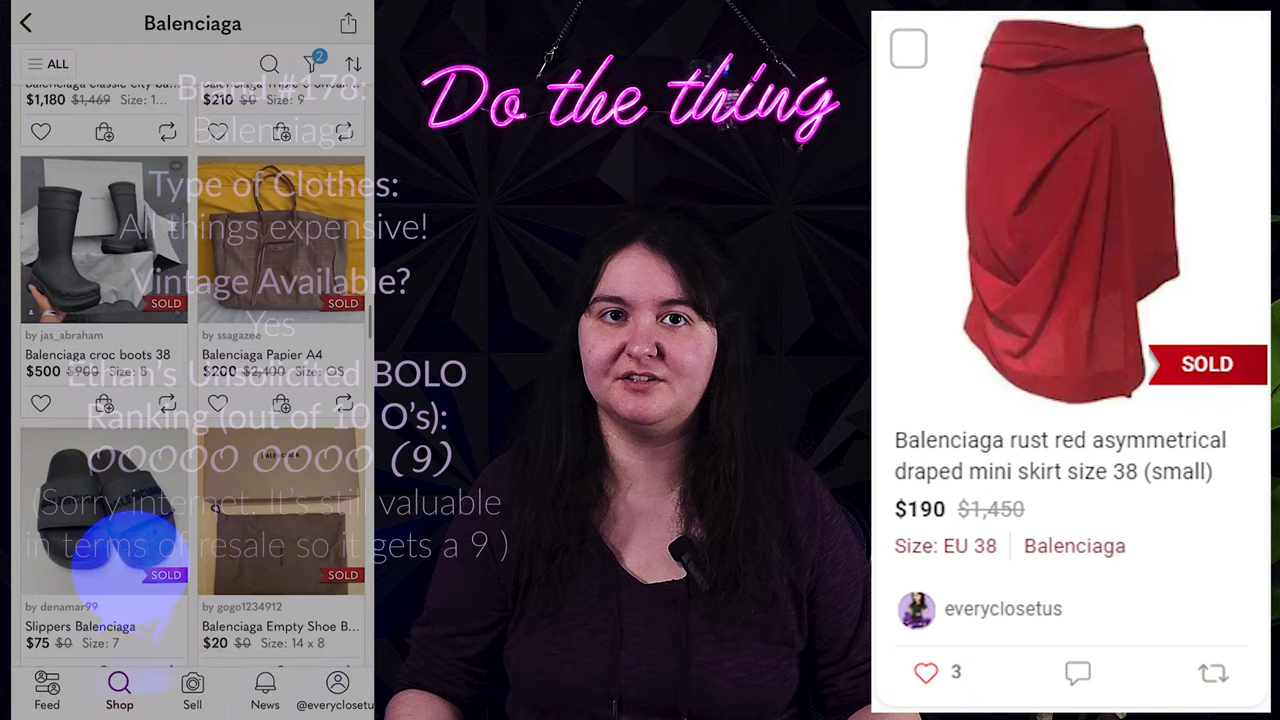 Balenciaga
ALL
2
Balenciaga classic city ba...
$1,180 $1,469 Size: 1...
$210 $0 Size: 9
Brand #178:
Balenciaga
Type of Clothes:
All things expensive!
Vintage Available?
Yes
Ethan's Unsolicited BOLO
Ranking (out of 10 O's):
OOOOO OOOO (9)
(Sorry internet. It's still valuable
in terms of resale so it gets a 9 )
SOLD
SOLD
by jas_abraham
by ssagazee
Balenciaga croc boots 38
Balenciaga Papier A4
$500 $900 Size: 8
$200 $2,400 Size: OS
SOLD
SOLD
by denamar99
by gogo1234912
Slippers Balenciaga
Balenciaga Empty Shoe B...
$75 $0 Size: 7
$20 $0 Size: 14 x 8
Feed
Shop
Sell
News
@everyclosetu
Do the thing
SOLD
Balenciaga rust red asymmetrical
draped mini skirt size 38 (small)
$190 $1,450
Size: EU 38 Balenciaga
everyclosetus
3